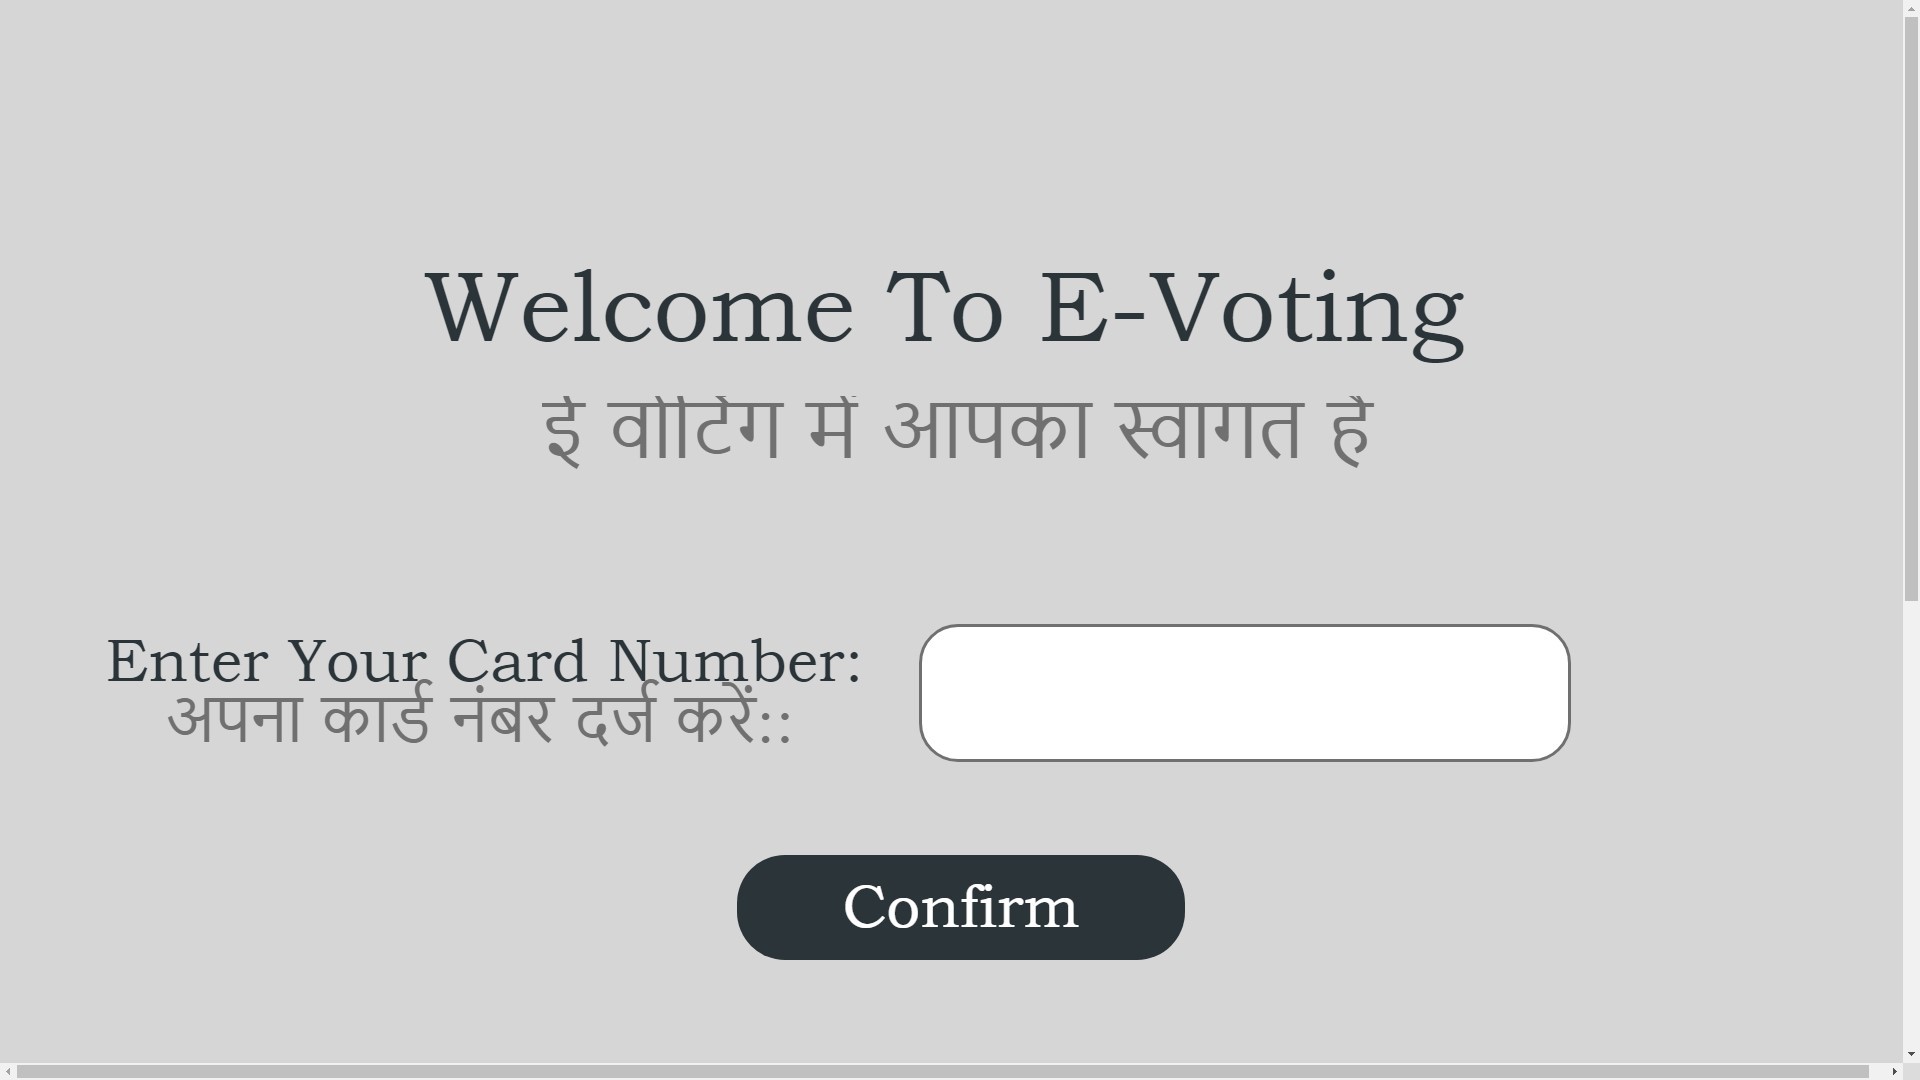 Welcome To E-Voting
ई वोटिंग में आपका स्वागत है
Enter Your Card Number:
अपना कार्ड नंबर दर्ज करें::
Confirm